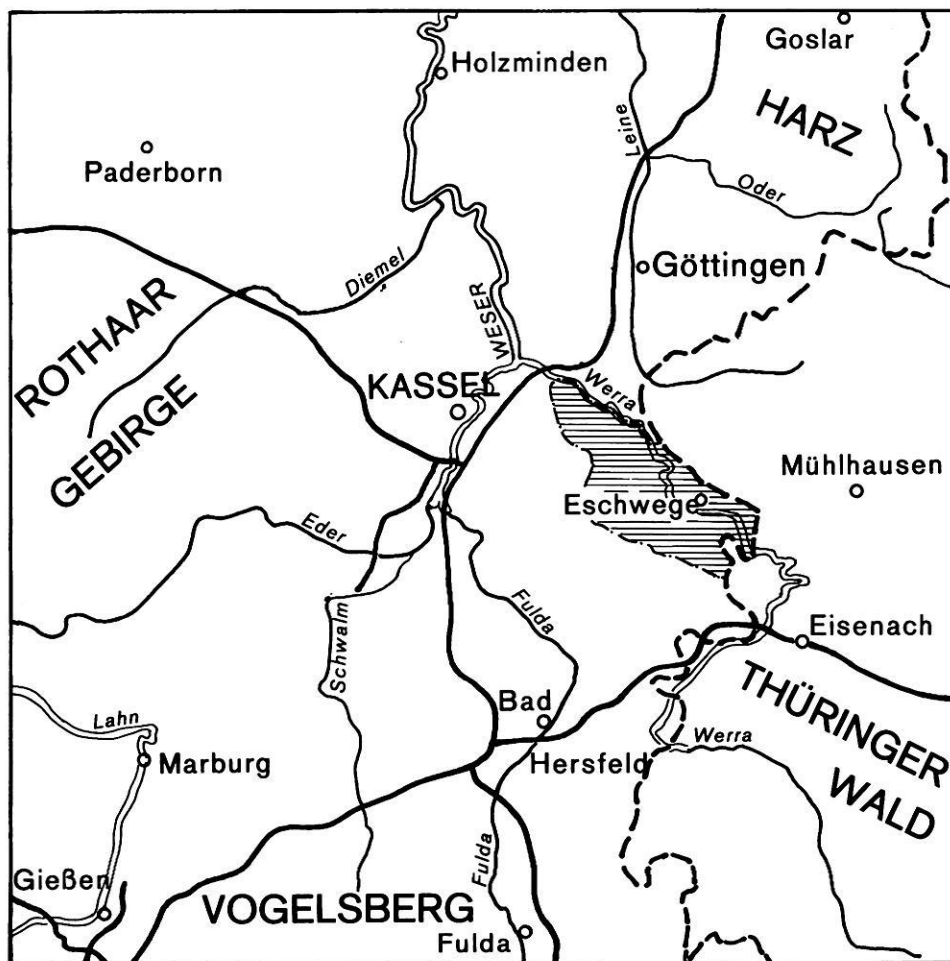 Goslar
Holzminden
HARZ
Leine
Paderborn
Oder
Göttingen
Diemel
WESER
ROTHAAR
GEBIRGE
KASSEL
Werra
Mühlhausen
Eschwege
Eder
Fulda
Schwalm
Eisenach
THÜRINGER
WALD
Bad
Hersfeld
Lahn
Marburg
Werra
Fulda
Gießen
VOGELSBERG
Fulda